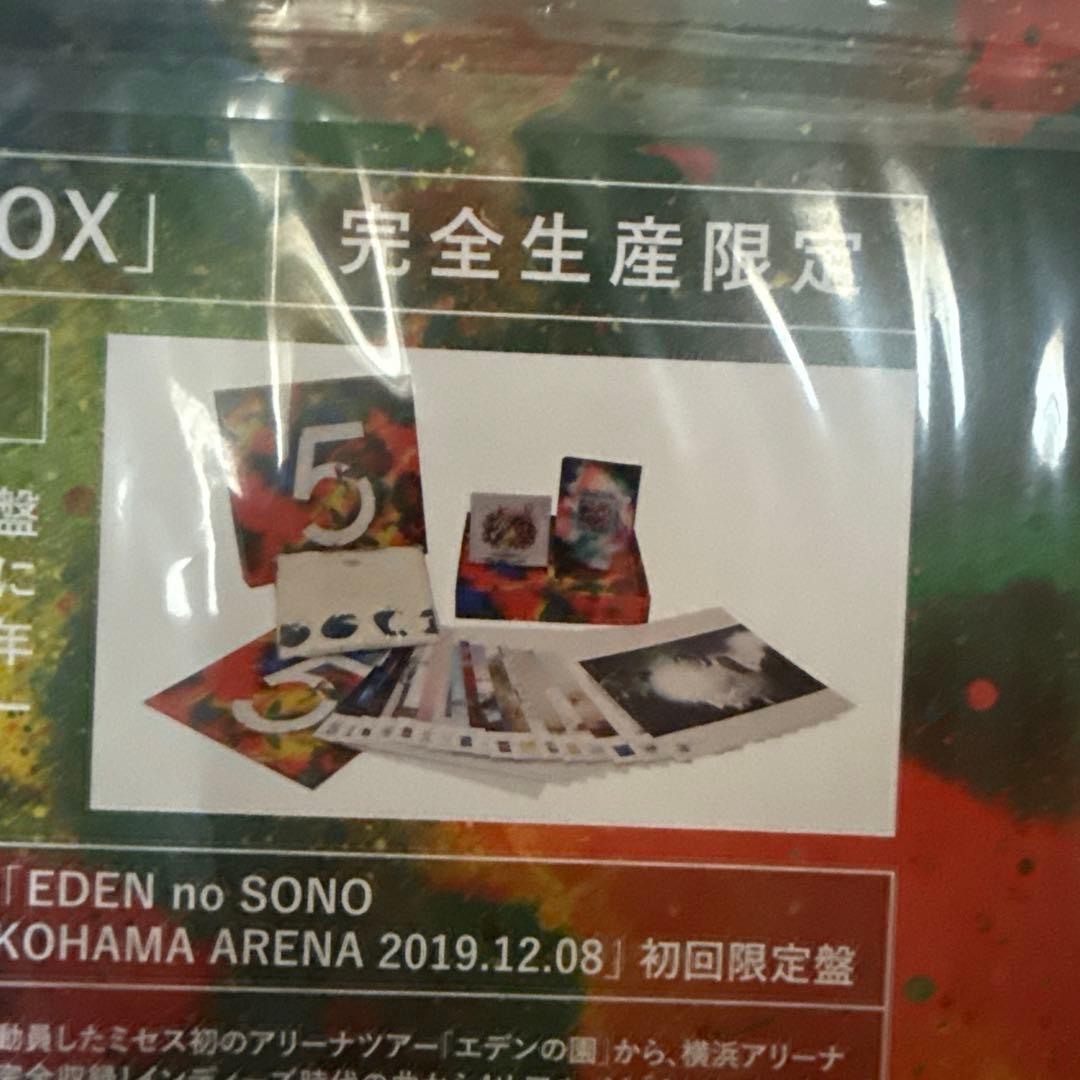 OX」
完全生産限定
盤
に
年
5
5
「EDEN no SONO
KOHAMA ARENA 2019.12.08」初回限定盤
動員したミセス初のアリーナツアー「エデンの園」から、横浜アリーナ